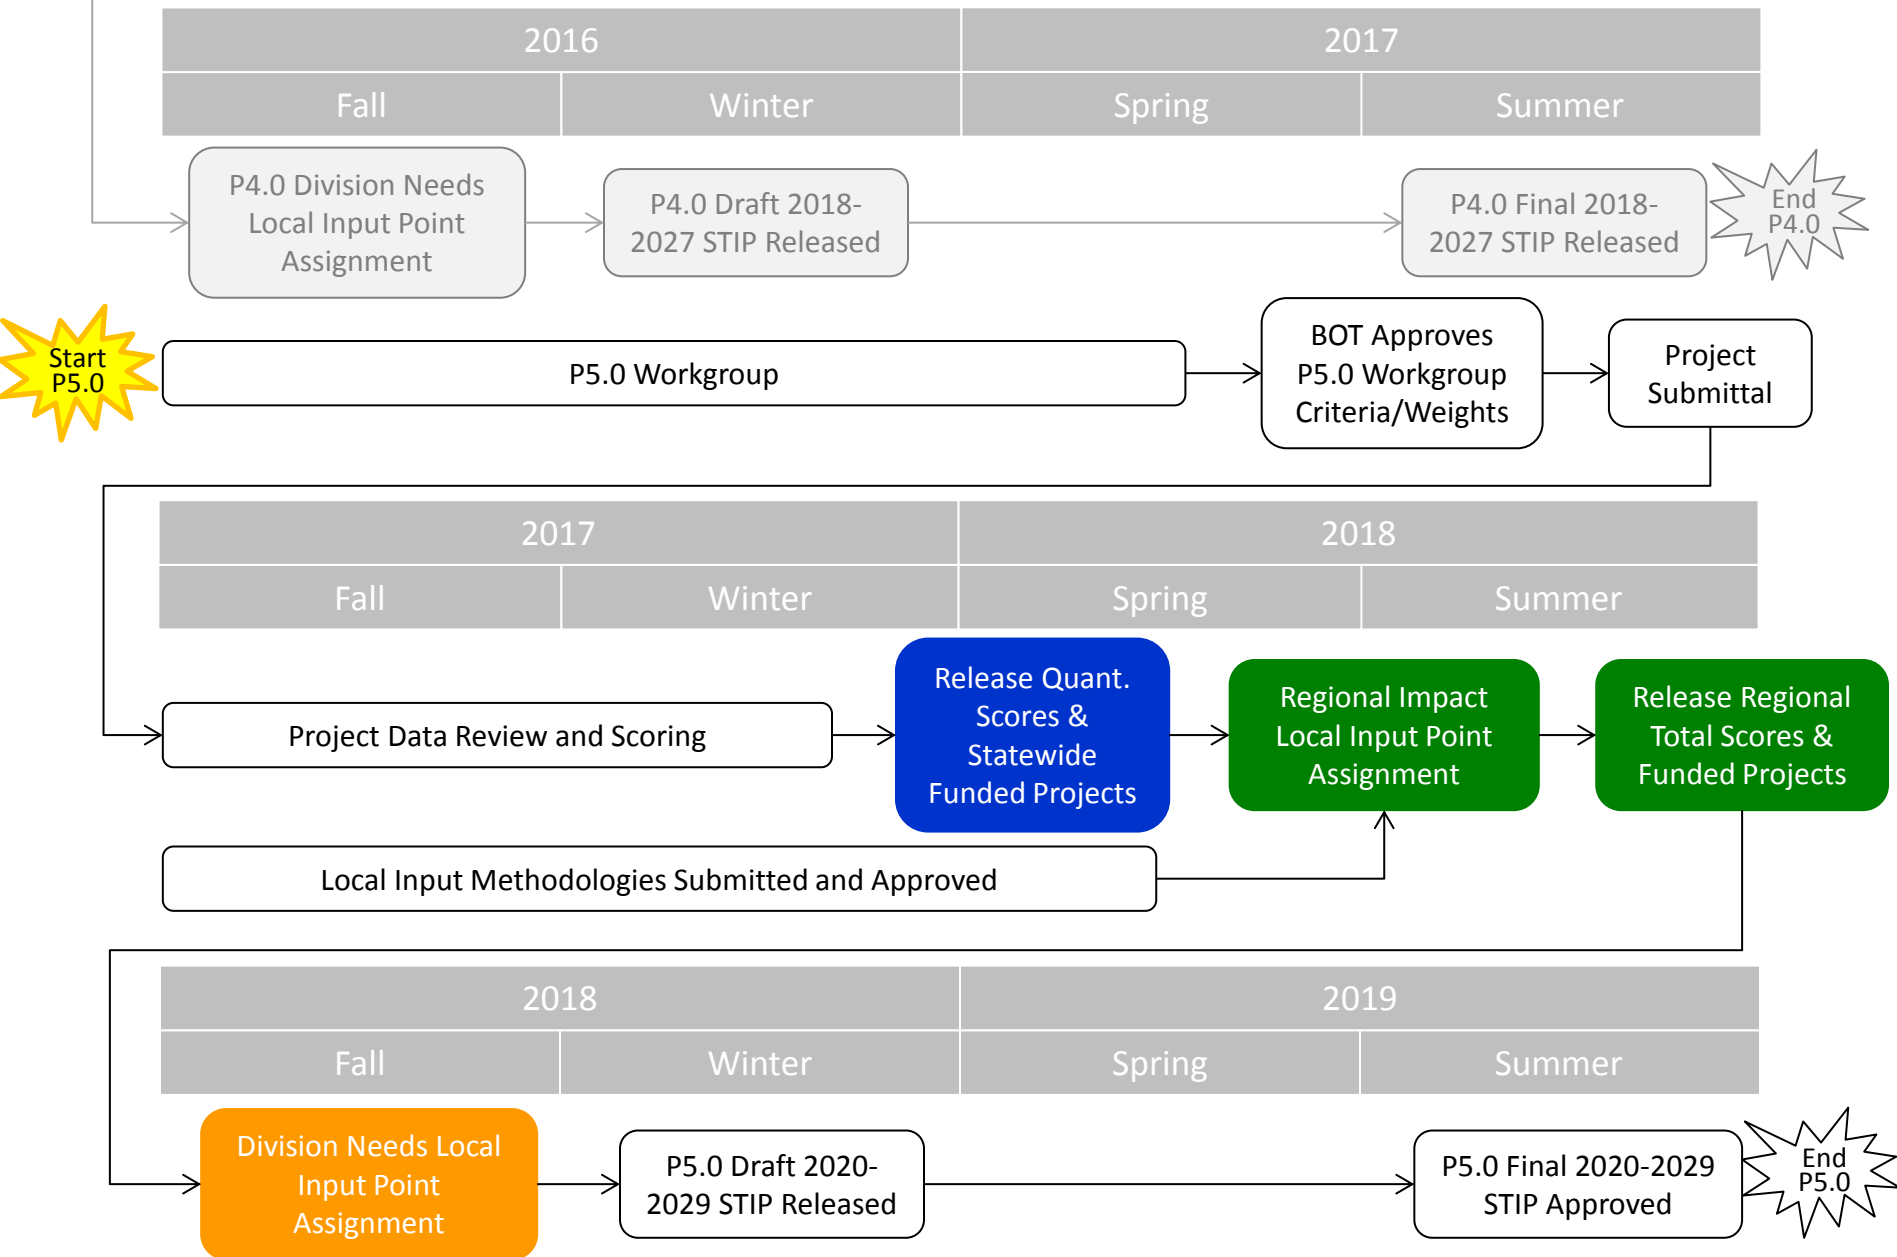 2016
2017
Fall
Winter
Spring
Summer
P4.0 Division Needs
Local Input Point
Assignment
P4.0 Draft 2018-
2027 STIP Released
P4.0 Final 2018-
2027 STIP Released
End
P4.0
Start
P5.0
P5.0 Workgroup
BOT Approves
P5.0 Workgroup
Criteria/Weights
Project
Submittal
2017
2018
Fall
Winter
Spring
Summer
Project Data Review and Scoring
Release Quant.
Scores &
Statewide
Funded Projects
Regional Impact
Local Input Point
Assignment
Release Regional
Total Scores &
Funded Projects
Local Input Methodologies Submitted and Approved
2018
2019
Fall
Winter
Spring
Summer
Division Needs Local
Input Point
Assignment
P5.0 Draft 2020-
2029 STIP Released
P5.0 Final 2020-2029
STIP Approved
End
P5.0